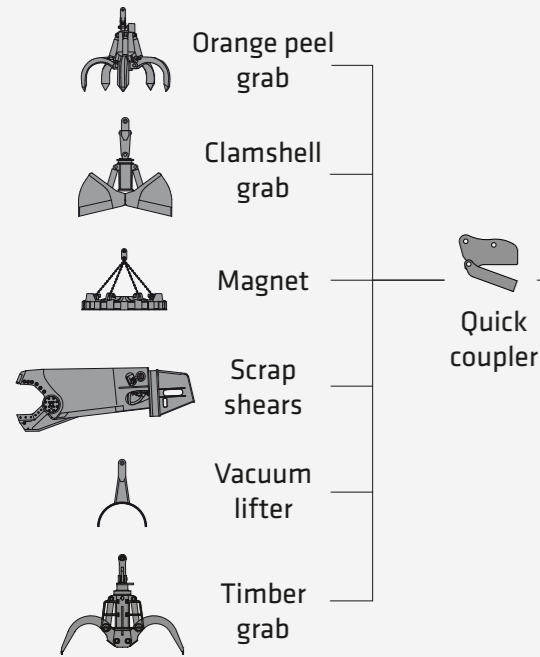 Orange peel
grab
Clamshell
grab
Magnet
Scrap
shears
Vacuum
lifter
Timber
grab
Quick
coupler